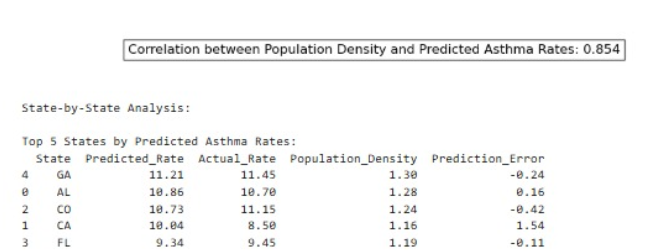 Correlation between Population Density and Predicted Asthma Rates: 0.854
State-by-State Analysis:
Top 5 States by Predicted Asthma Rates:
State Predicted_Rate Actual_Rate Population_Density Prediction_Error
4 GA 11.21 11.45 1.30 -0.24
0 AL 10.86 10.70 1.28 0.16
2 CO 10.73 11.15 1.24 -0.42
1 CA 10.04 8.50 1.16 1.54
3 FL 9.34 9.45 1.19 -0.11